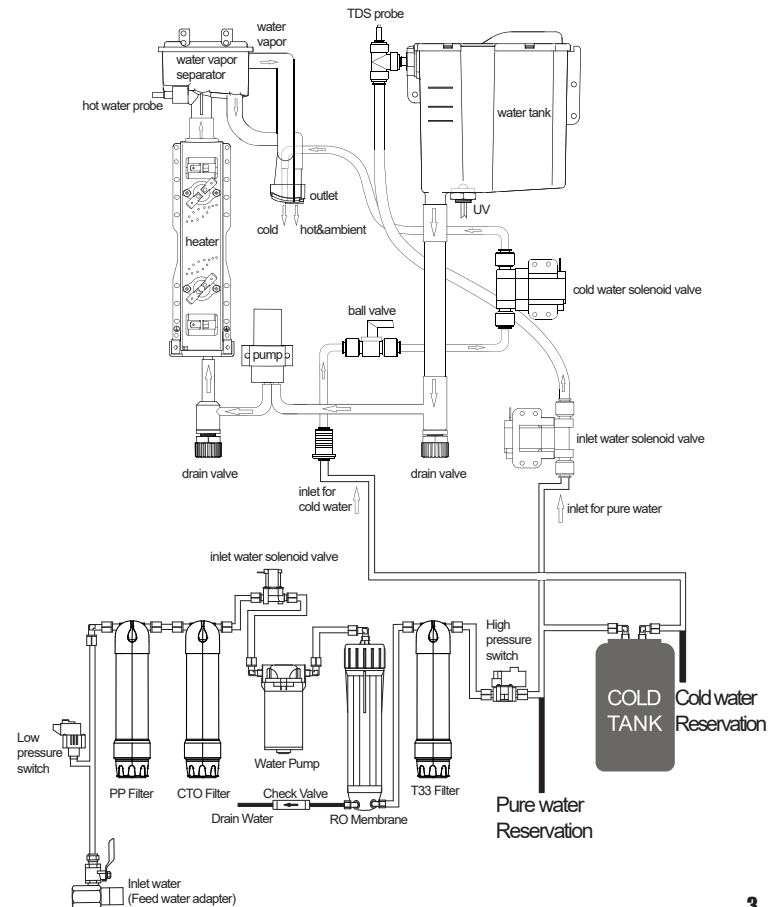 TDS probe
water
vapor
water vapor
separator
hot water probe
water tank
outlet
UV
cold
hot&ambient
heater
cold water solenoid valve
ball valve
pump
inlet water solenoid valve
drain valve
drain valve
inlet for
cold water
inlet for pure water
inlet water solenoid valve
High
pressure
switch
COLD
TANK
Cold water
Reservation
Low
pressure
switch
Water Pump
PP Filter
CTO Filter
Check Valve
T33 Filter
Drain Water
RO Membrane
Pure water
Reservation
Inlet water
(Feed water adapter)
3